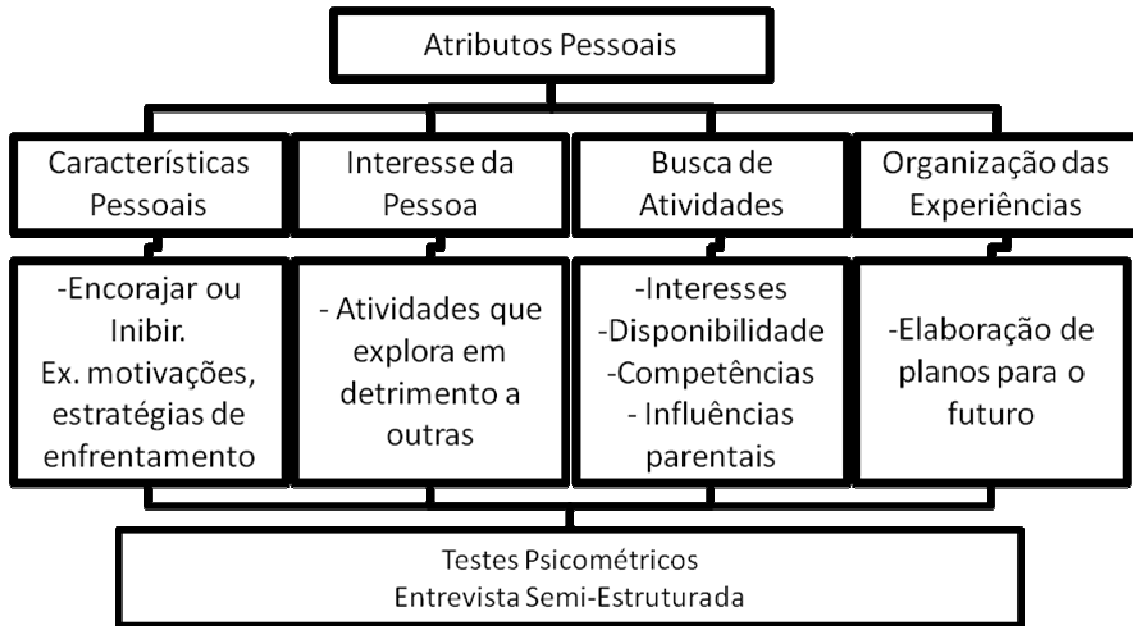 Atributos Pessoais
Características
Pessoais
Interesse da
Pessoa
Busca de
Atividades
Organização das
Experiências
-Encorajar ou
Inibir.
Ex. motivações,
estratégias de
enfrentamento
- Atividades que
explora em
detrimento a
outras
-Interesses
-Disponibilidade
-Competências
- Influências
parentais
-Elaboração de
planos para o
futuro
Testes Psicométricos
Entrevista Semi-Estruturada